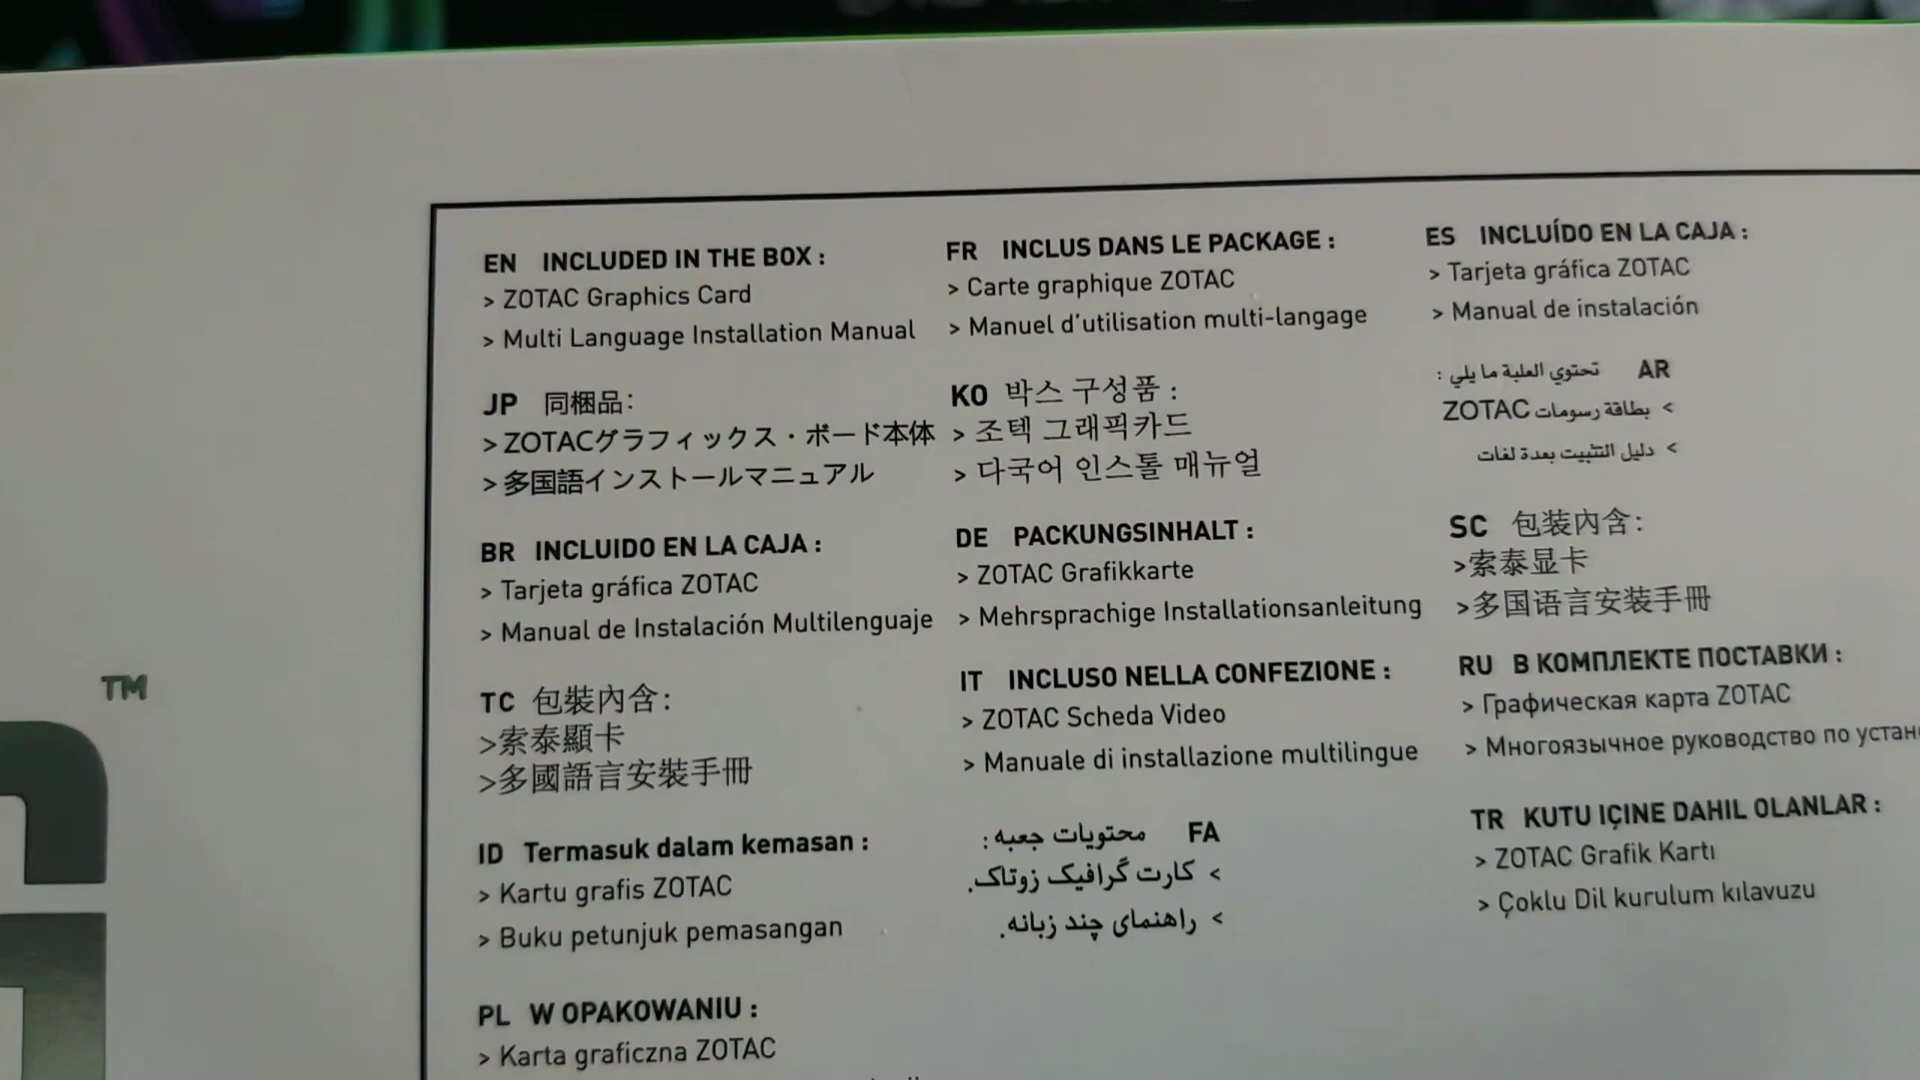 EN INCLUDED IN THE BOX :
> ZOTAC Graphics Card
> Multi Language Installation Manual
FR INCLUS DANS LE PACKAGE :
> Carte graphique ZOTAC
> Manuel d'utilisation multi-langage
ES INCLUÍDO EN LA CAJA :
> Tarjeta gráfica ZOTAC
> Manual de instalación
JP 同梱品：
> ZOTACグラフィックス・ボード本体
> 多国語インストールマニュアル
KO 박스 구성품 :
> 조텍 그래픽카드
> 다국어 인스톨 매뉴얼
AR تحتوي العلبة ما يلي :
> بطاقة رسومات ZOTAC
> دليل التثبيت بعدة لغات
BR INCLUIDO EN LA CAJA :
> Tarjeta gráfica ZOTAC
> Manual de Instalación Multilenguaje
DE PACKUNGSINHALT :
> ZOTAC Grafikkarte
> Mehrsprachige Installationsanleitung
SC 包装內含：
>索泰显卡
>多国语言安装手冊
TC 包裝內含：
>索泰顯卡
>多國語言安裝手冊
IT INCLUSO NELLA CONFEZIONE :
> ZOTAC Scheda Video
> Manuale di installazione multilingue
RU В КОМПЛЕКТЕ ПОСТАВКИ :
> Графическая карта ZOTAC
> Многоязычное руководство по устан
ID Termasuk dalam kemasan :
> Kartu grafis ZOTAC
> Buku petunjuk pemasangan
FA محتویات جعبه :
> کارت گرافیک زوتاک.
> راهنمای چند زبانه.
TR KUTU IÇINE DAHIL OLANLAR :
> ZOTAC Grafik Kartı
> Çoklu Dil kurulum kılavuzu
PL W OPAKOWANIU :
> Karta graficzna ZOTAC
TM